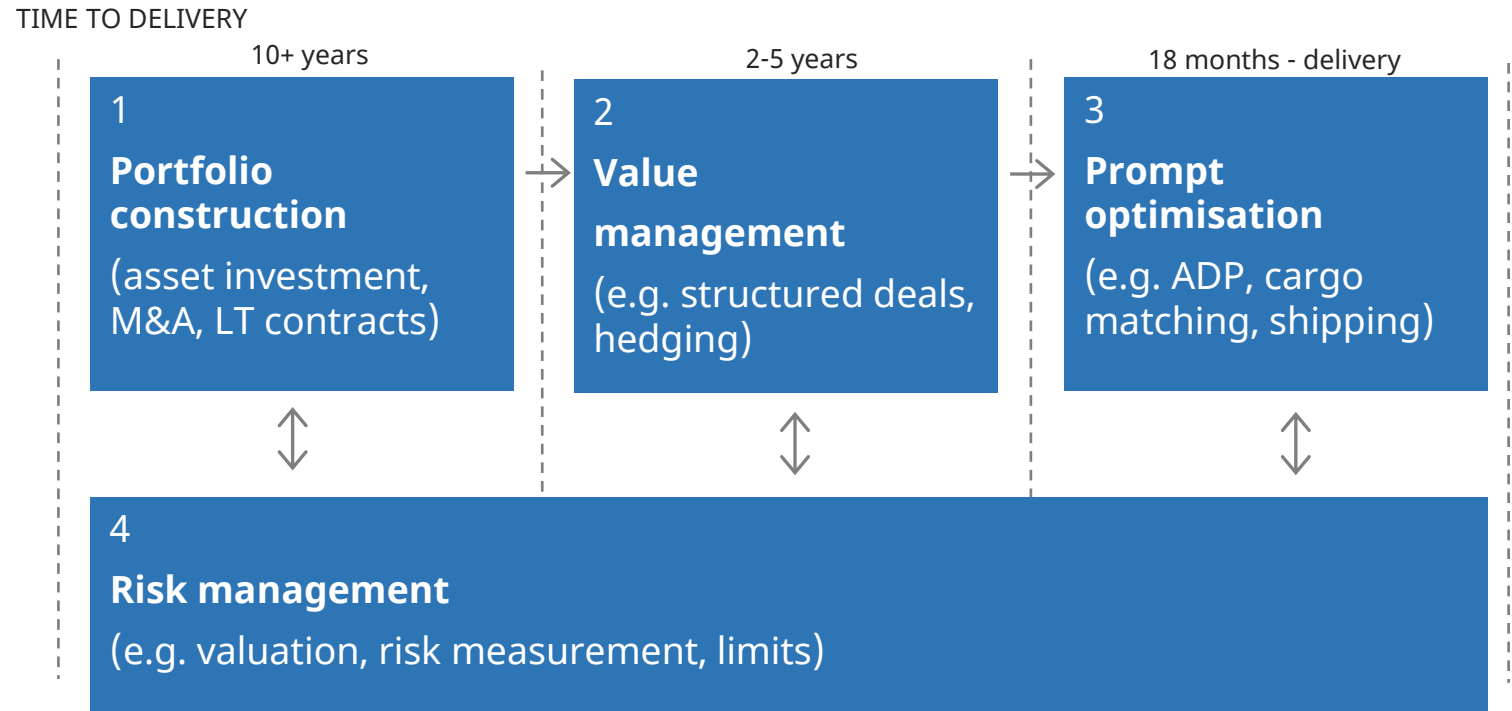 TIME TO DELIVERY
10+ years
2-5 years
18 months - delivery
1
Portfolio
construction
(asset investment,
M&A, LT contracts)
2
Value
management
(e.g. structured deals,
hedging)
3
Prompt
optimisation
(e.g. ADP, cargo
matching, shipping)
4
Risk management
(e.g. valuation, risk measurement, limits)